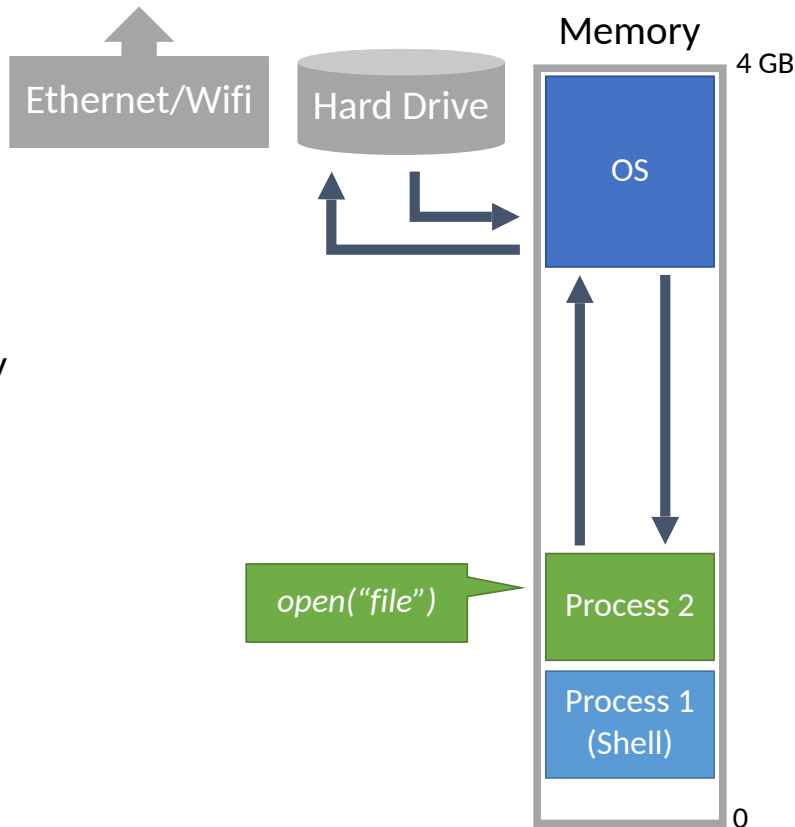 Memory
4 GB
Ethernet/Wifi
Hard Drive
OS
open(“file”)
Process 2
Process 1
(Shell)
0